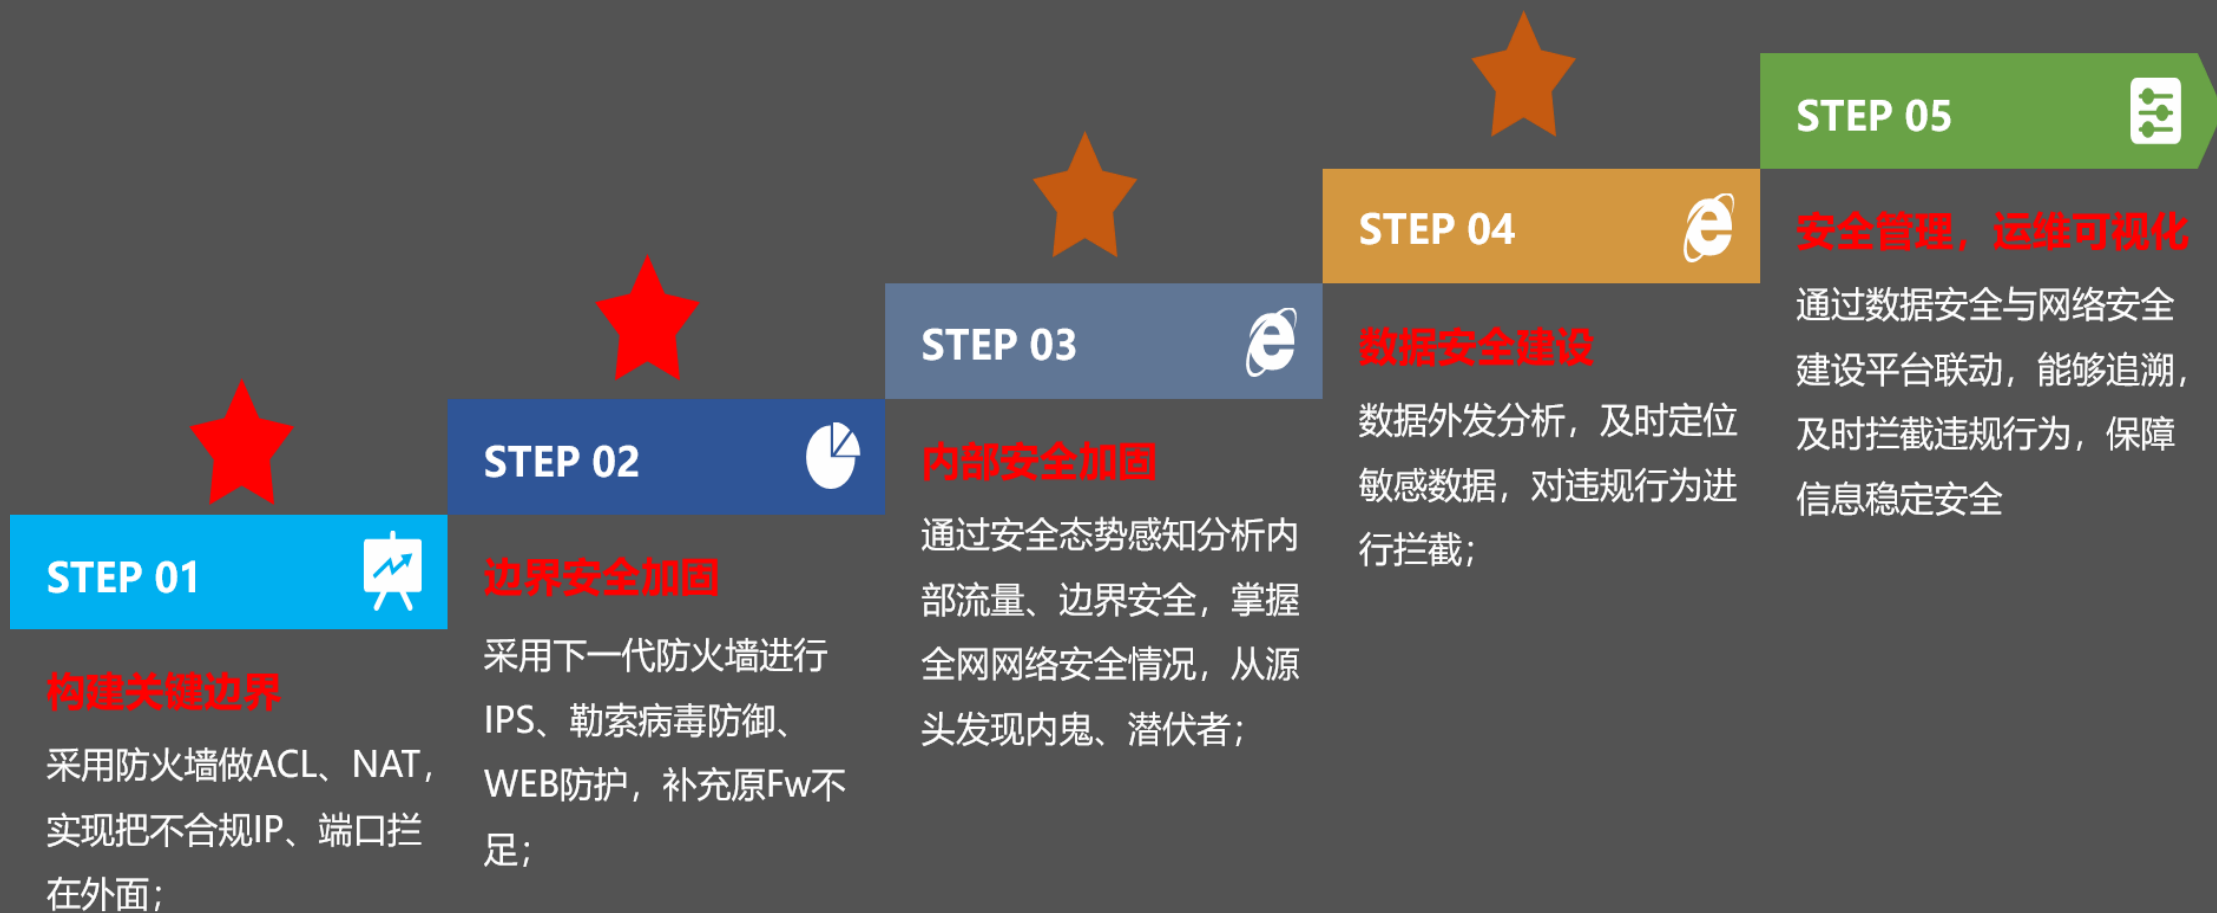 STEP 01
构建关键边界
采用防火墙做ACL、NAT，
实现把不合规IP、端口拦
在外面；
STEP 02
边界安全加固
采用下一代防火墙进行
IPS、勒索病毒防御、
WEB防护，补充原Fw不
足；
STEP 03
内部安全加固
通过安全态势感知分析内
部流量、边界安全，掌握
全网网络安全情况，从源
头发现内鬼、潜伏者；
STEP 04
数据安全建设
数据外发分析，及时定位
敏感数据，对违规行为进
行拦截；
STEP 05
安全管理，运维可视化
通过数据安全与网络安全
建设平台联动，能够追溯，
及时拦截违规行为，保障
信息稳定安全